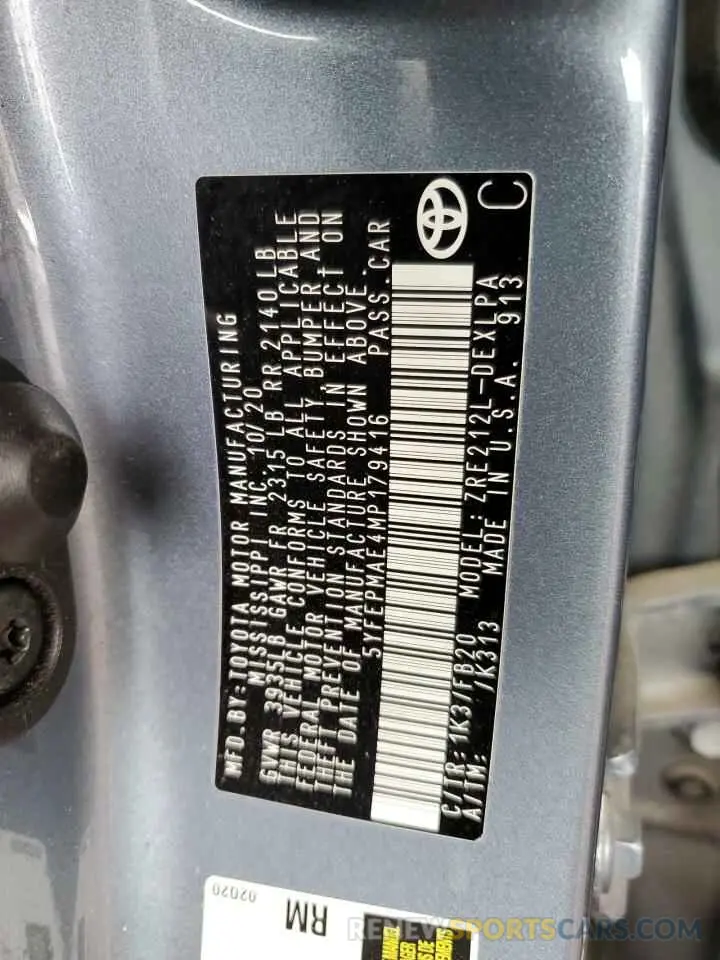 MFD.BY: TOYOTA MOTOR MANUFACTURING
MISSISSIPPI INC. 10/20
GVWR 3935LB GAWR FR 2315 LB RR 2140LB
THIS VEHICLE CONFORMS TO ALL APPLICABLE
FEDERAL MOTOR VEHICLE SAFETY, BUMPER AND
THEFT PREVENTION STANDARDS IN EFFECT ON
THE DATE OF MANUFACTURE SHOWN ABOVE.
5YFEPMAE4MP179416 PASS.CAR
C/TR: 1K3/FB20 MODEL: ZRE212L-DEXLPA
A/TM: /K313 MADE IN U.S.A. 913
C
02020
RM
RENEWSPORTSCARS.COM